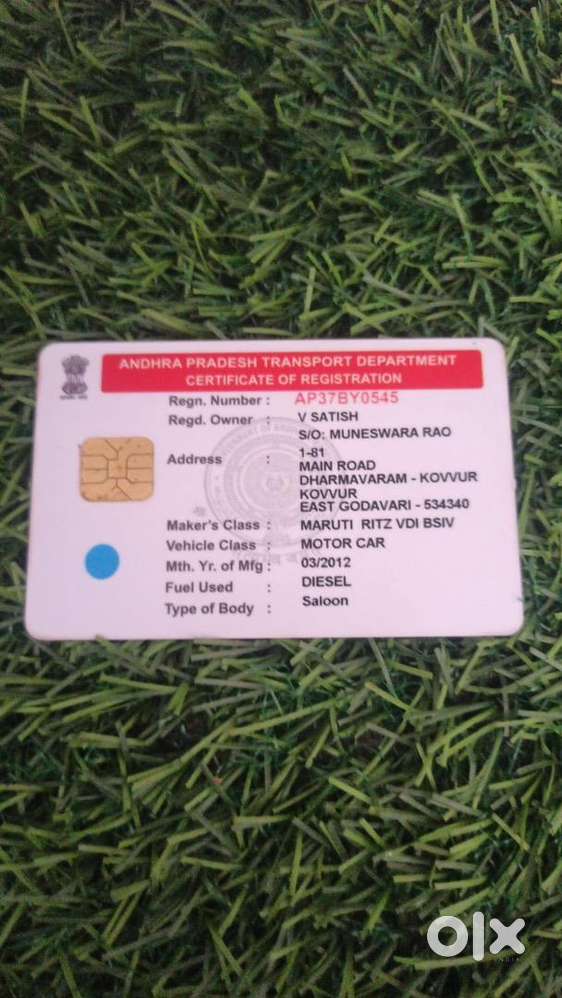 ANDHRA PRADESH TRANSPORT DEPARTMENT
CERTIFICATE OF REGISTRATION
Regn. Number : AP37BY0545
Regd. Owner : V SATISH
S/O: MUNESWARA RAO
Address : 1-81
MAIN ROAD
DHARMAVARAM - KOVVUR
KOVVUR
EAST GODAVARI - 534340
Maker's Class : MARUTI RITZ VDI BSIV
Vehicle Class : MOTOR CAR
Mth. Yr. of Mfg : 03/2012
Fuel Used : DIESEL
Type of Body : Saloon
olx
INDIA